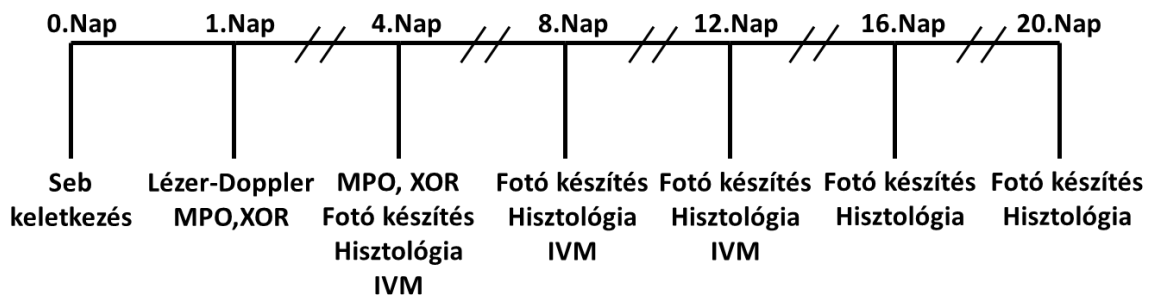 0.Nap 1.Nap 4.Nap 8.Nap 12.Nap 16.Nap 20.Nap
Seb keletkezés
Lézer-Doppler
MPO,XOR
MPO, XOR
Fotó készítés
Hisztológia
IVM
Fotó készítés
Hisztológia
IVM
Fotó készítés
Hisztológia
IVM
Fotó készítés
Hisztológia
Fotó készítés
Hisztológia